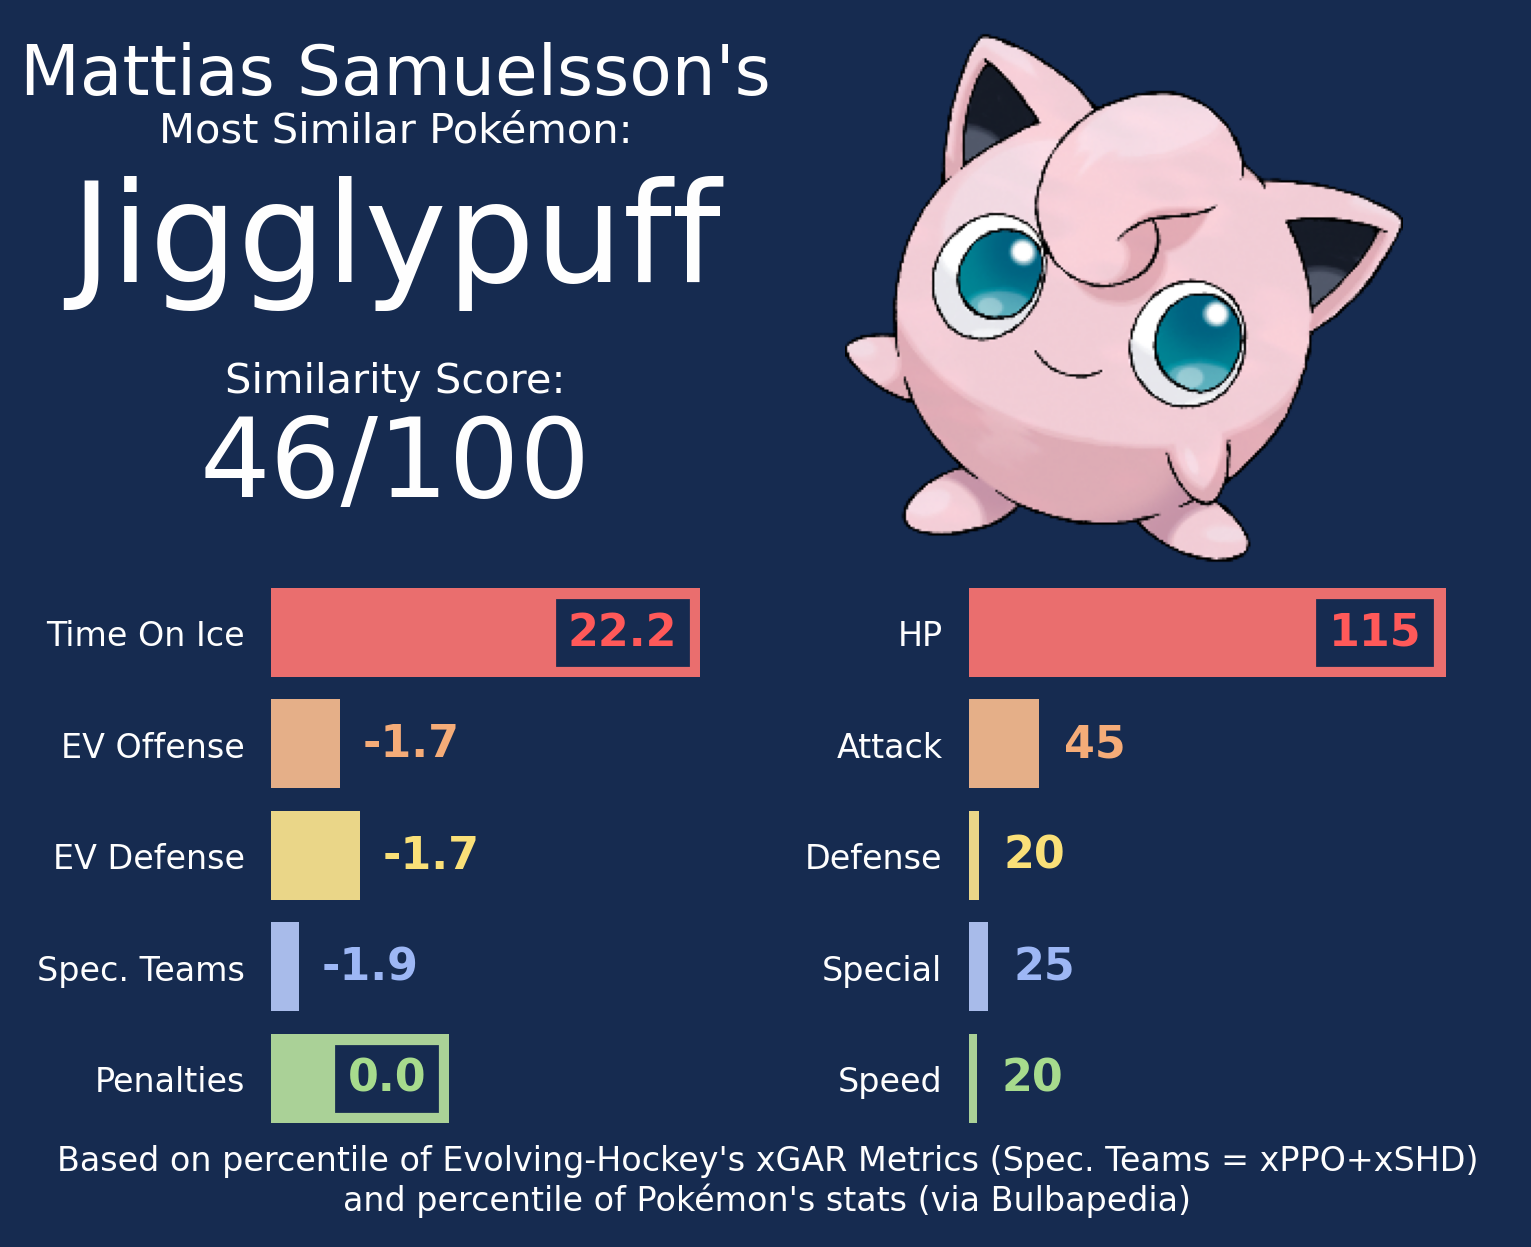 Mattias Samuelsson's
Most Similar Pokémon:
Jigglypuff
Similarity Score:
46/100
Time On Ice 22.2
EV Offense -1.7
EV Defense -1.7
Spec. Teams -1.9
Penalties 0.0
HP 115
Attack 45
Defense 20
Special 25
Speed 20
Based on percentile of Evolving-Hockey's xGAR Metrics (Spec. Teams = xPPO+xSHD)
and percentile of Pokémon's stats (via Bulbapedia)